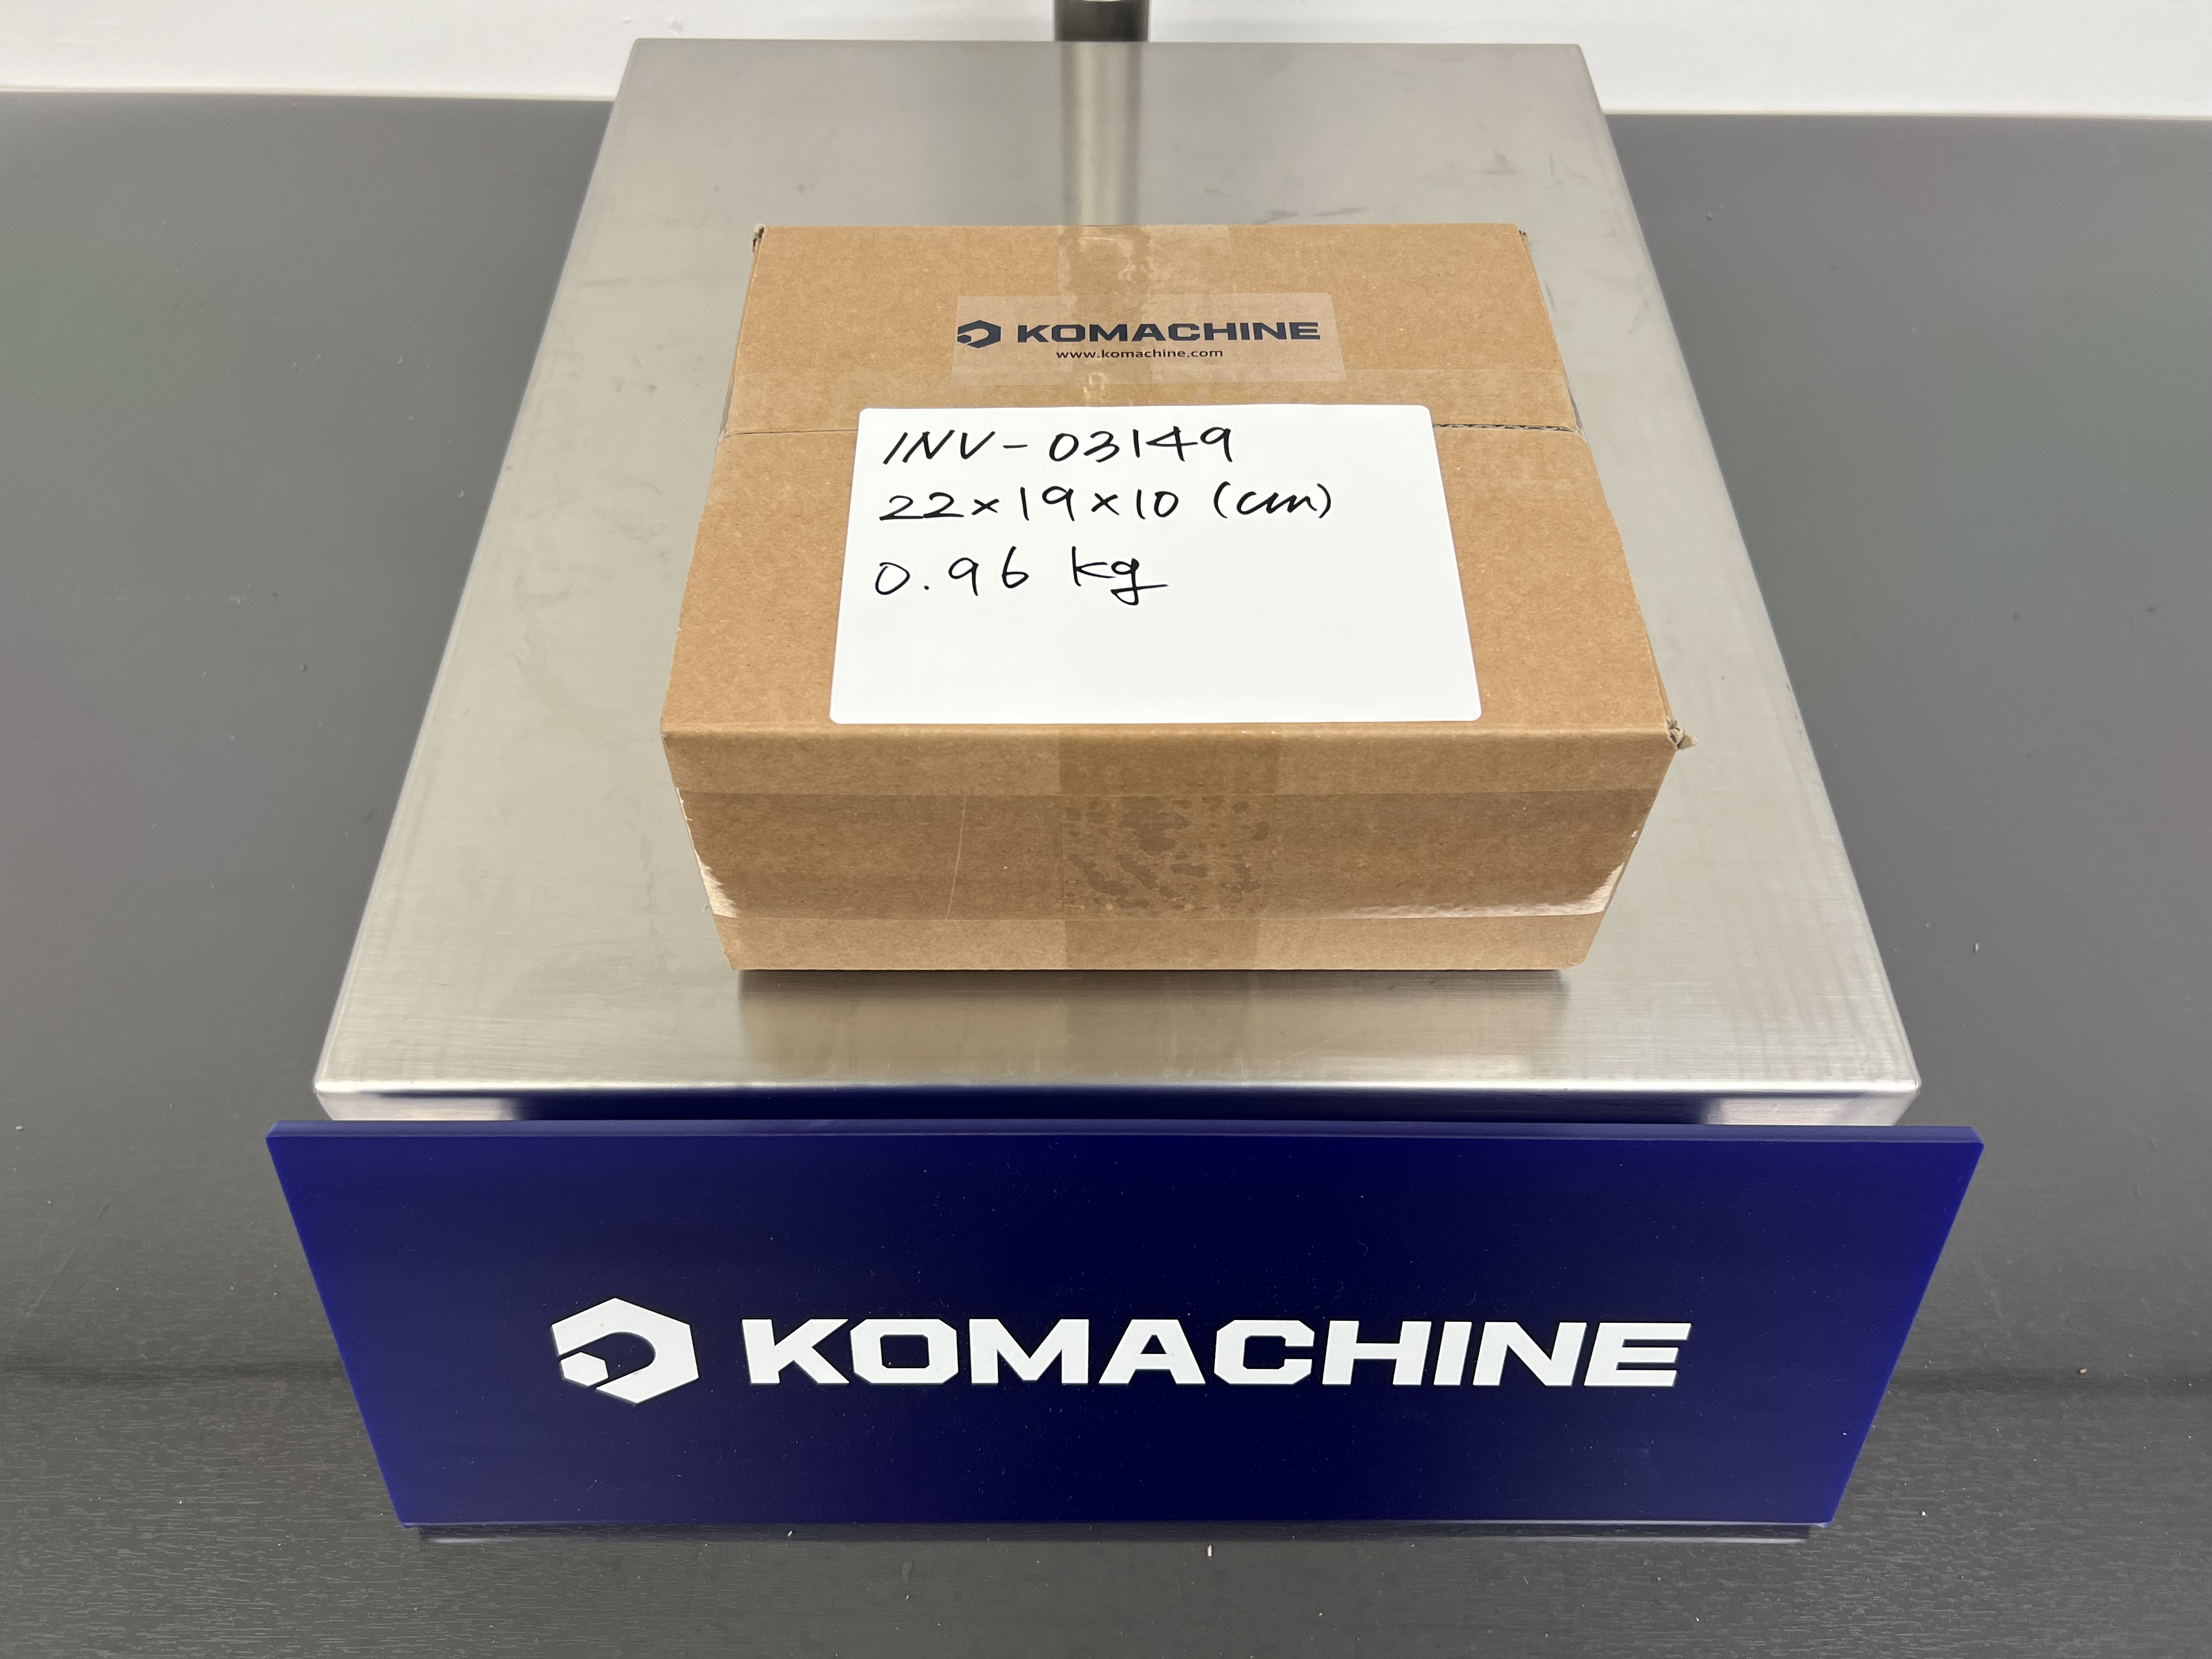 KOMACHINE
www.komachine.com
INV-03149
22×19×10 (cm)
0.96 kg
KOMACHINE